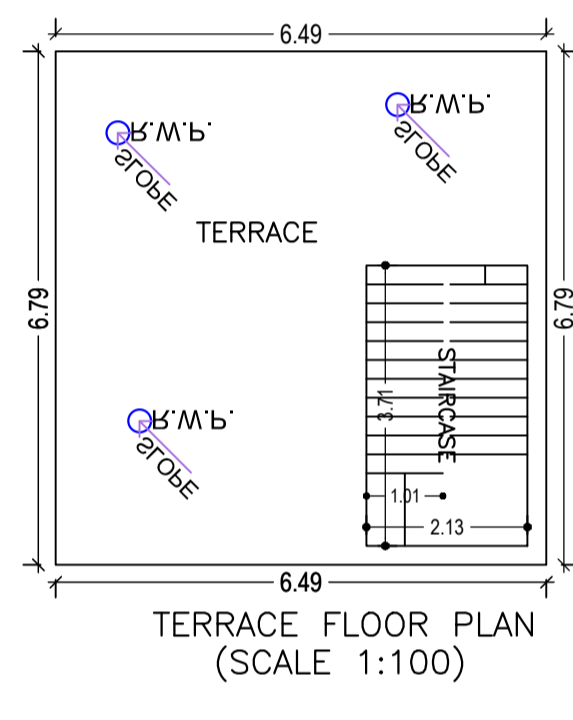 6.49
R.W.P.
R.W.P.
SLOPE
SLOPE
TERRACE
6.79
6.79
3.71
STAIRCASE
R.W.P.
SLOPE
1.01
2.13
6.49
TERRACE FLOOR PLAN
(SCALE 1:100)